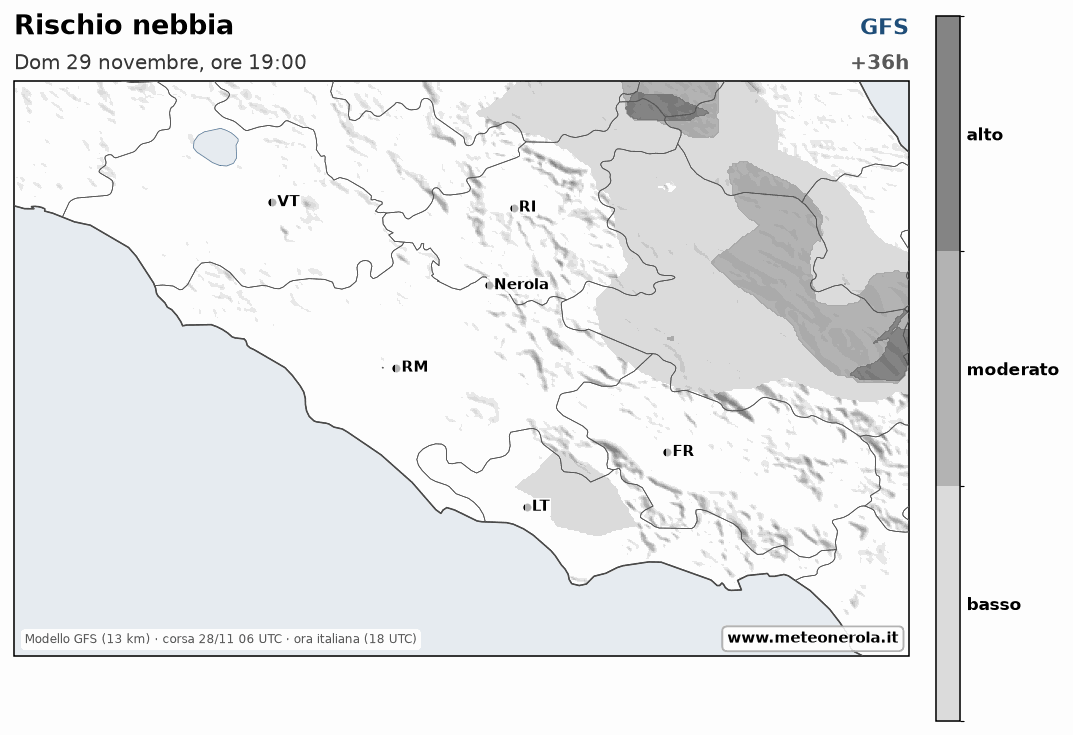 Rischio nebbia
GFS
Dom 29 novembre, ore 19:00
+36h
alto
VT
RI
Nerola
RM
moderato
FR
LT
basso
Modello GFS (13 km) · corsa 28/11 06 UTC · ora italiana (18 UTC)
www.meteonerola.it